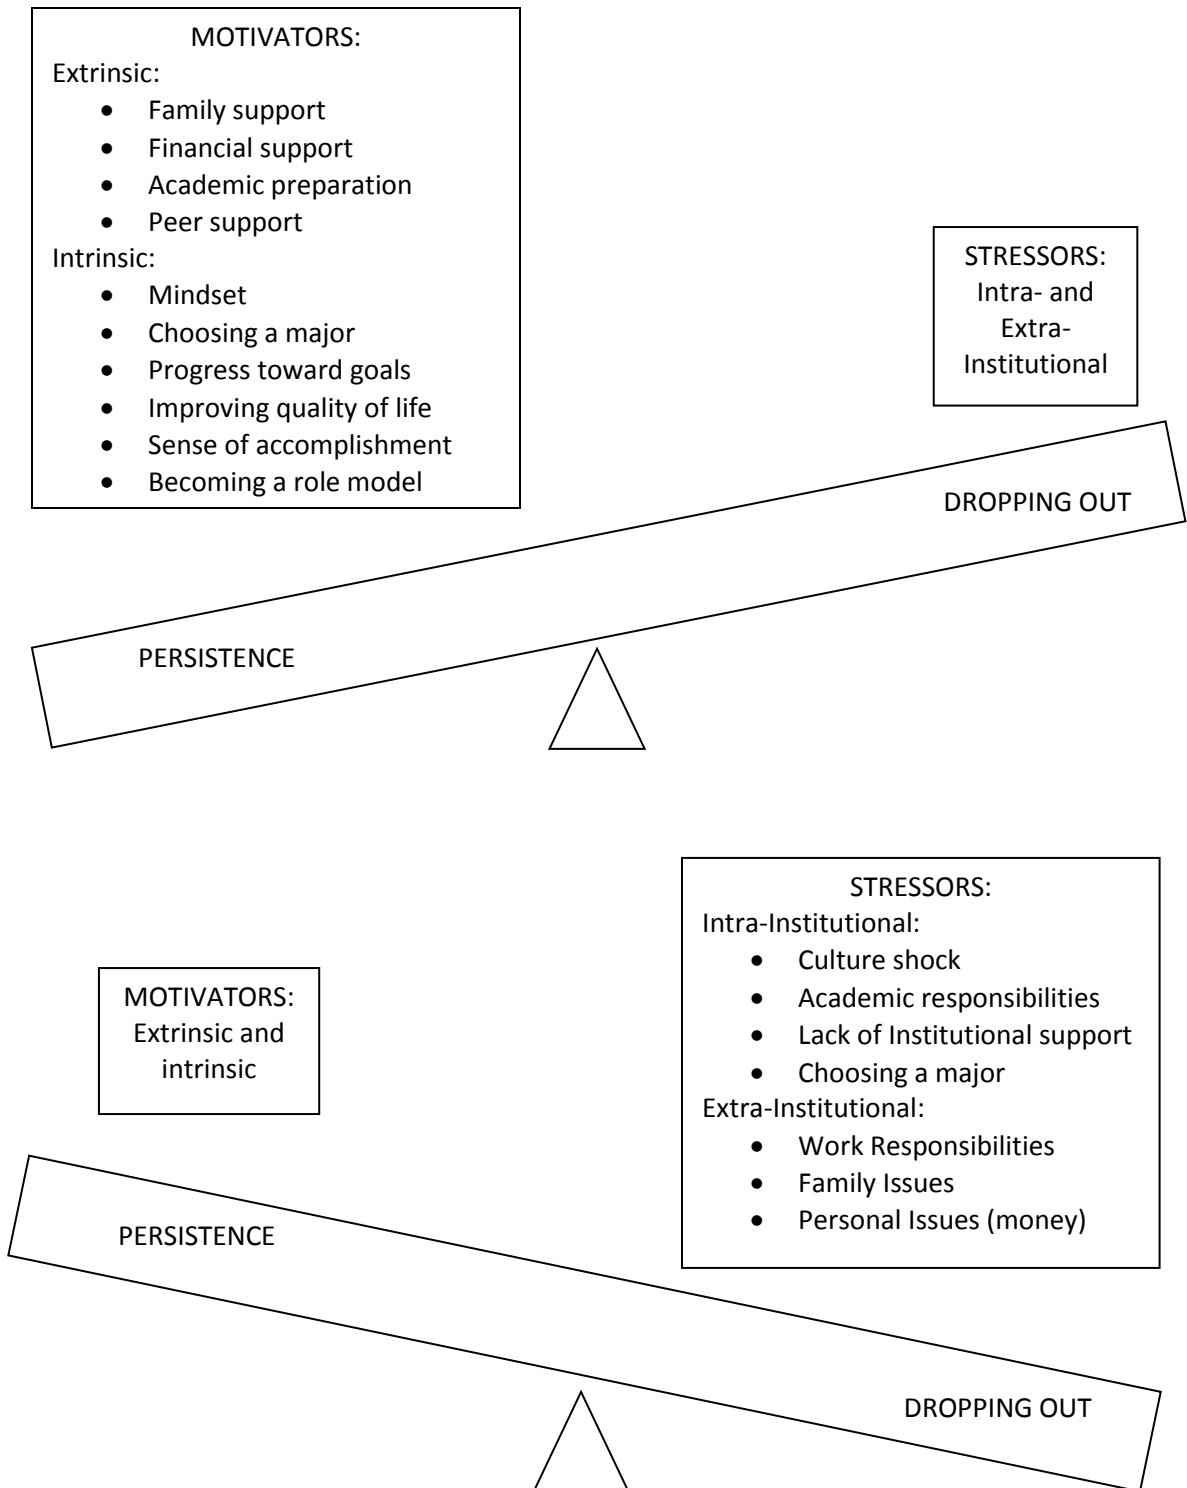 MOTIVATORS:
Extrinsic:
• Family support
• Financial support
• Academic preparation
• Peer support
Intrinsic:
• Mindset
• Choosing a major
• Progress toward goals
• Improving quality of life
• Sense of accomplishment
• Becoming a role model
STRESSORS:
Intra- and
Extra-
Institutional
DROPPING OUT
PERSISTENCE
STRESSORS:
Intra-Institutional:
• Culture shock
• Academic responsibilities
• Lack of Institutional support
• Choosing a major
Extra-Institutional:
• Work Responsibilities
• Family Issues
• Personal Issues (money)
MOTIVATORS:
Extrinsic and
intrinsic
PERSISTENCE
DROPPING OUT